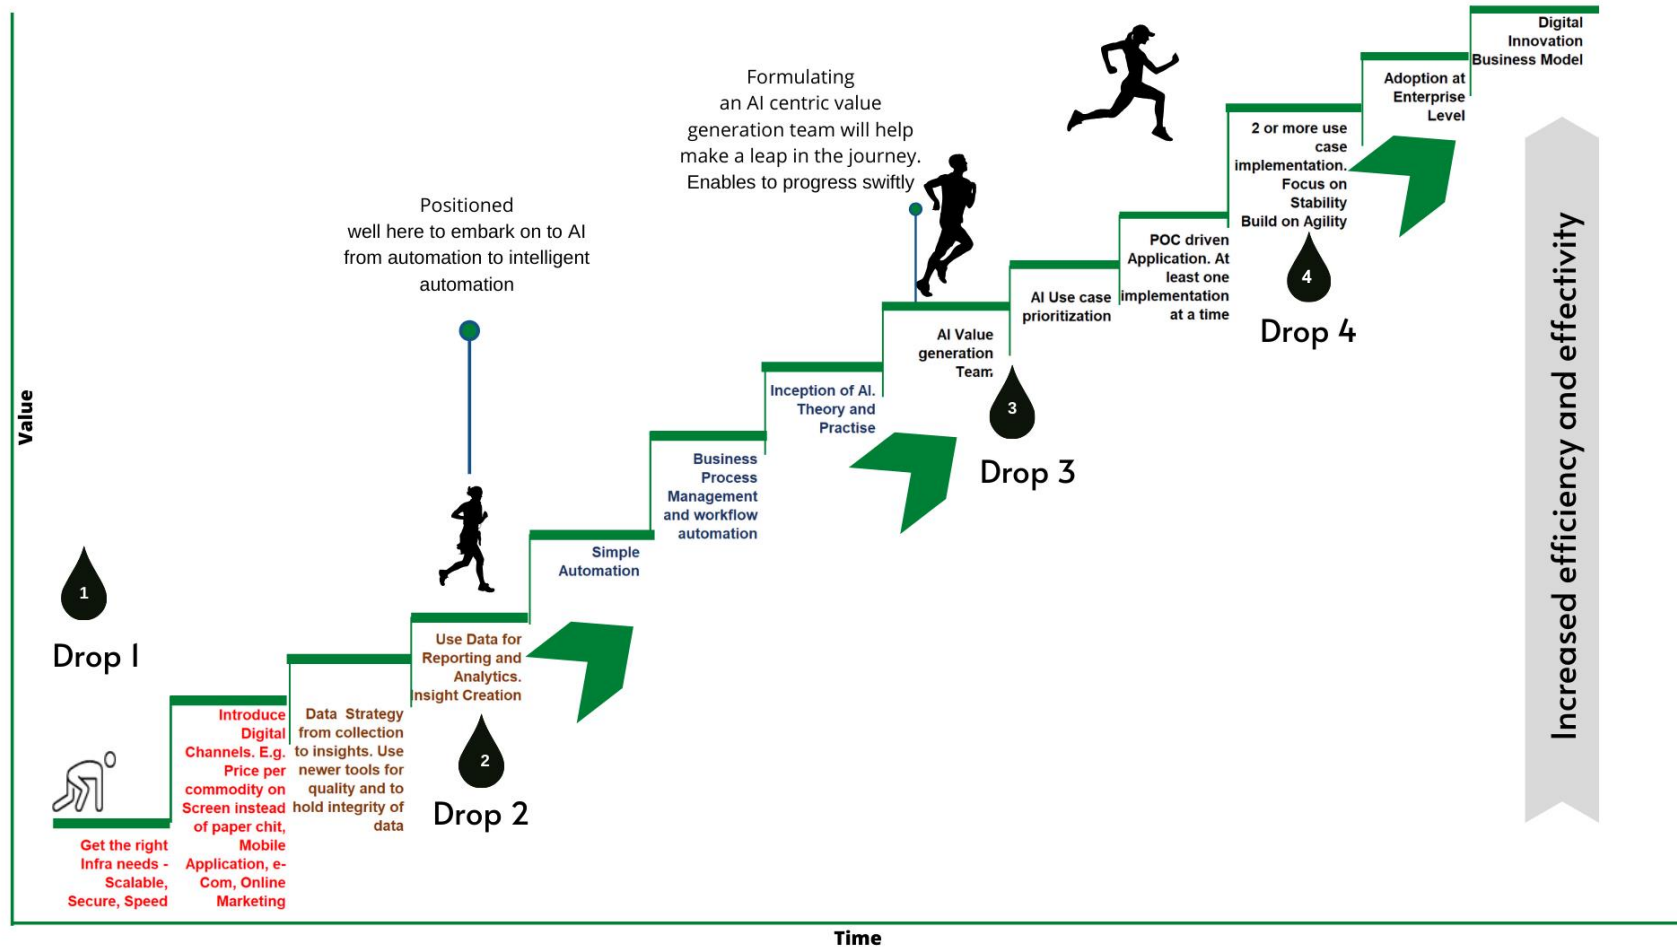 Value
1
Drop 1
Get the right
Infra needs -
Scalable,
Secure, Speed
Introduce
Digital
Channels. E.g.
Price per
commodity on
Screen instead
of paper chit,
Mobile
Application, e-
Com, Online
Marketing
Data Strategy
from collection
to insights. Use
newer tools for
quality and to
hold integrity of
data
Positioned
well here to embark on to AI
from automation to intelligent
automation
Use Data for
Reporting and
Analytics.
Insight Creation
2
Drop 2
Simple
Automation
Business
Process
Management
and workflow
automation
Inception of AI.
Theory and
Practise
Formulating
an AI centric value
generation team will help
make a leap in the journey.
Enables to progress swiftly
AI Value
generation
Team
3
Drop 3
AI Use case
prioritization
POC driven
Application. At
least one
implementation
at a time
2 or more use
case
implementation.
Focus on
Stability
Build on Agility
4
Drop 4
Adoption at
Enterprise
Level
Digital
Innovation
Business Model
Increased efficiency and effectivity
Time